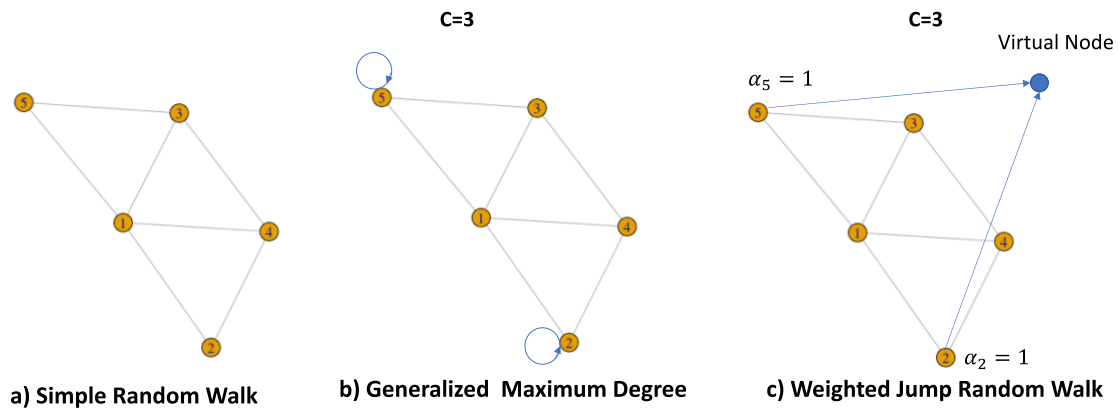 C=3
C=3
Virtual Node
α₅ = 1
5
3
1
4
2
5
3
1
4
2
5
3
1
4
2
α₂ = 1
a) Simple Random Walk
b) Generalized Maximum Degree
c) Weighted Jump Random Walk